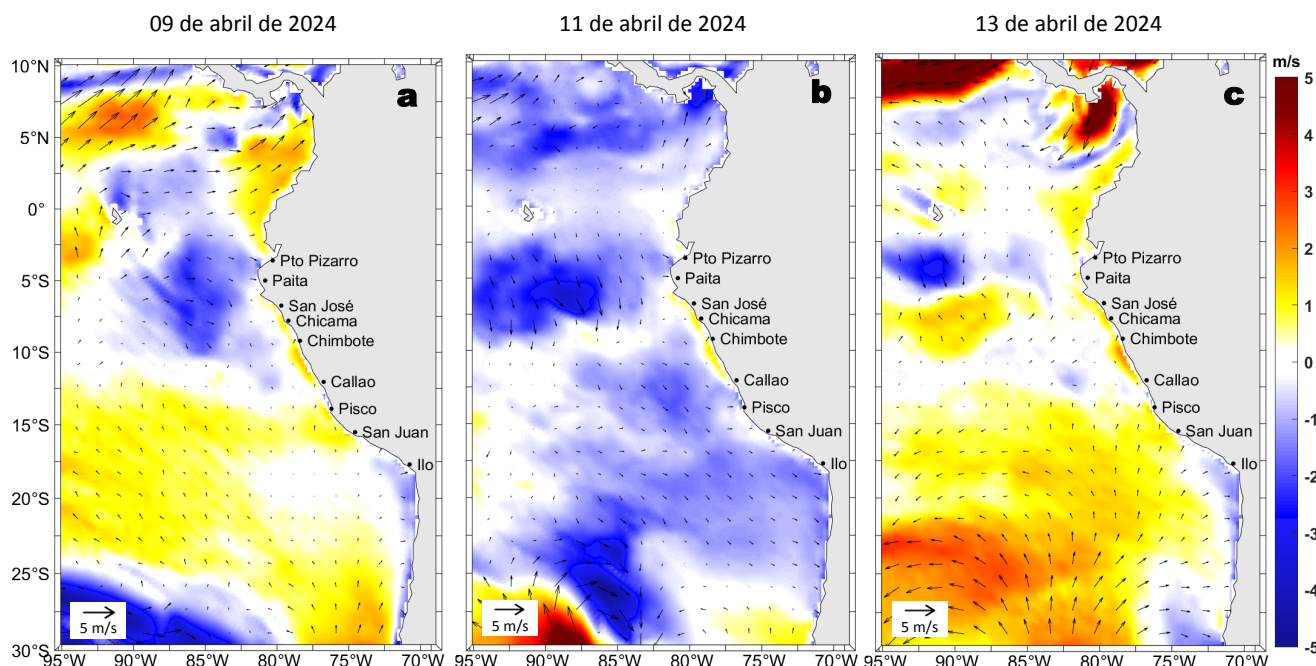 09 de abril de 2024
11 de abril de 2024
13 de abril de 2024
a
b
c
m/s
10°N
5°N
0°
5°S
10°S
15°S
20°S
25°S
30°S
Pto Pizarro
Paita
San José
Chicama
Chimbote
Callao
Pisco
San Juan
Ilo
5 m/s
95°W 90°W 85°W 80°W 75°W 70°W
Pto Pizarro
Paita
San José
Chicama
Chimbote
Callao
Pisco
San Juan
Ilo
5 m/s
95°W 90°W 85°W 80°W 75°W 70°W
Pto Pizarro
Paita
San José
Chicama
Chimbote
Callao
Pisco
San Juan
Ilo
5 m/s
95°W 90°W 85°W 80°W 75°W 70°W
5
4
3
2
1
0
-1
-2
-3
-4
-5